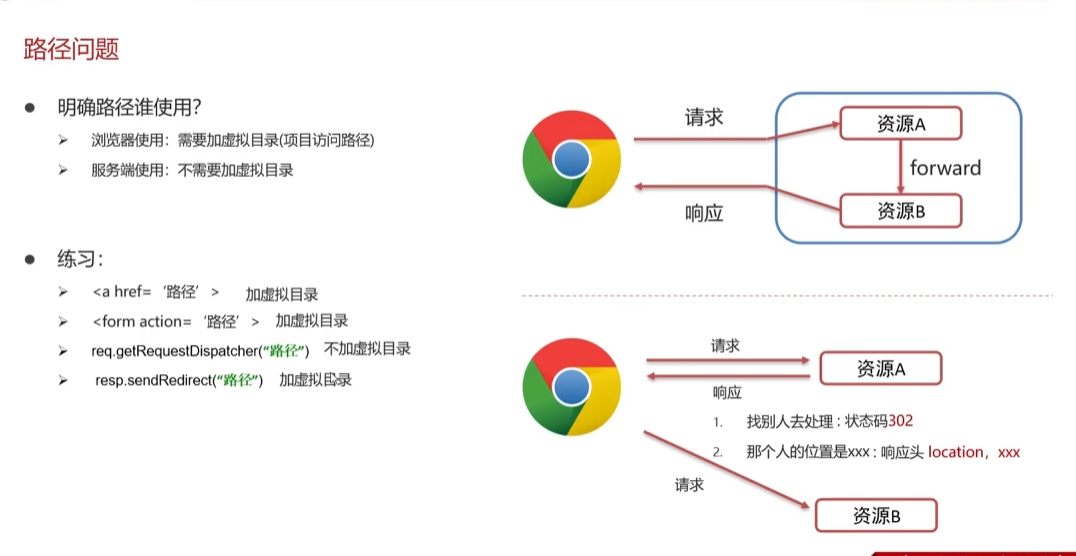 路径问题
明确路径谁使用?
浏览器使用：需要加虚拟目录(项目访问路径)
服务端使用：不需要加虚拟目录
练习：
<a href=‘路径’> 加虚拟目录
<form action=‘路径’> 加虚拟目录
req.getRequestDispatcher(“路径”) 不加虚拟目录
resp.sendRedirect(“路径”) 加虚拟目录
请求
资源A
forward
响应
资源B
请求
资源A
响应
1. 找别人去处理：状态码302
2. 那个人的位置是xxx：响应头 location，xxx
请求
资源B